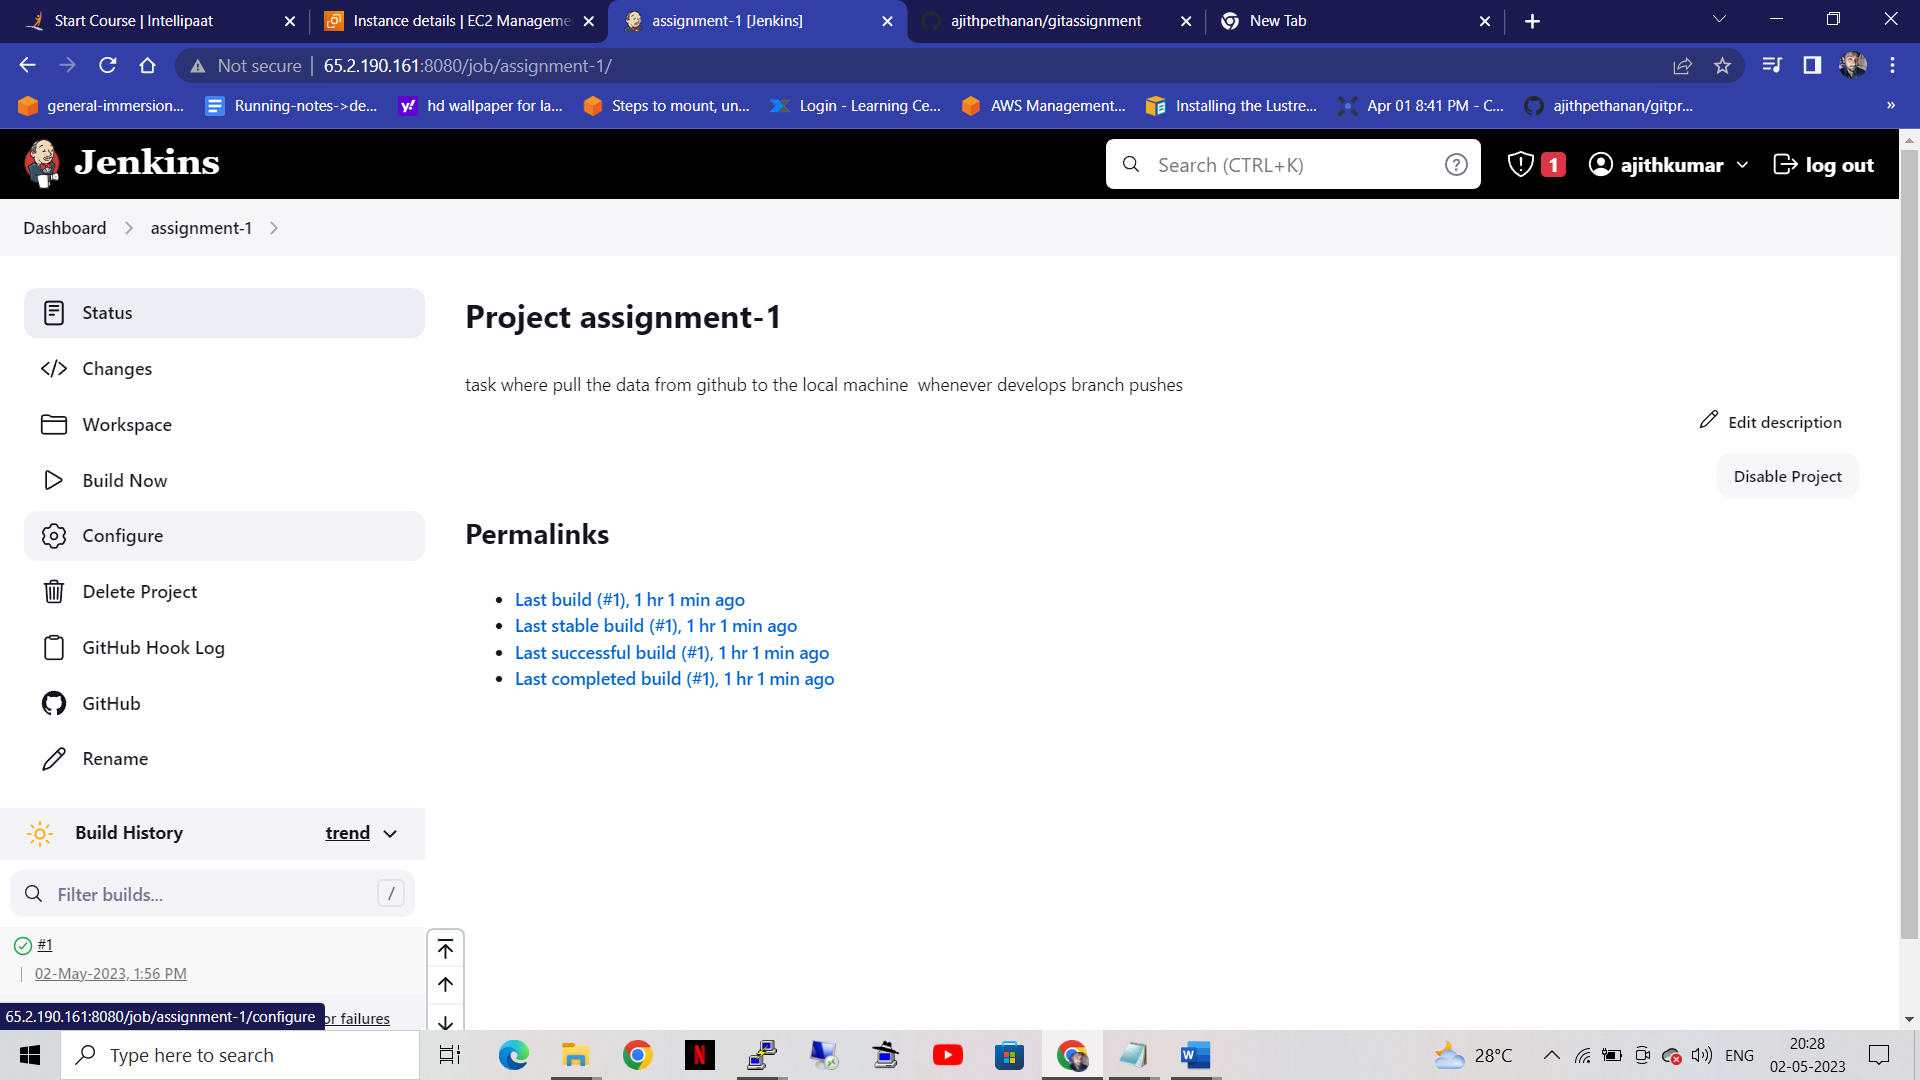 Start Course | Intellipaat
Instance details | EC2 Manageme
assignment-1 [Jenkins]
ajithpethanan/gitassignment
New Tab
Not secure
65.2.190.161:8080/job/assignment-1/
general-immersion...
Running-notes->de...
hd wallpaper for la...
Steps to mount, un...
Login - Learning Ce...
AWS Management...
Installing the Lustre...
Apr 01 8:41 PM - C...
ajithpethanan/gitpr...
»
Jenkins
Search (CTRL+K)
?
1
ajithkumar
log out
Dashboard
assignment-1
Status
Changes
Workspace
Build Now
Configure
Delete Project
GitHub Hook Log
GitHub
Rename
Project assignment-1
task where pull the data from github to the local machine  whenever develops branch pushes
Edit description
Disable Project
Permalinks
Last build (#1), 1 hr 1 min ago
Last stable build (#1), 1 hr 1 min ago
Last successful build (#1), 1 hr 1 min ago
Last completed build (#1), 1 hr 1 min ago
Build History
trend
Filter builds...
/
#1
02-May-2023, 1:56 PM
65.2.190.161:8080/job/assignment-1/configure
or failures
Type here to search
28°C
ENG
20:28
02-05-2023